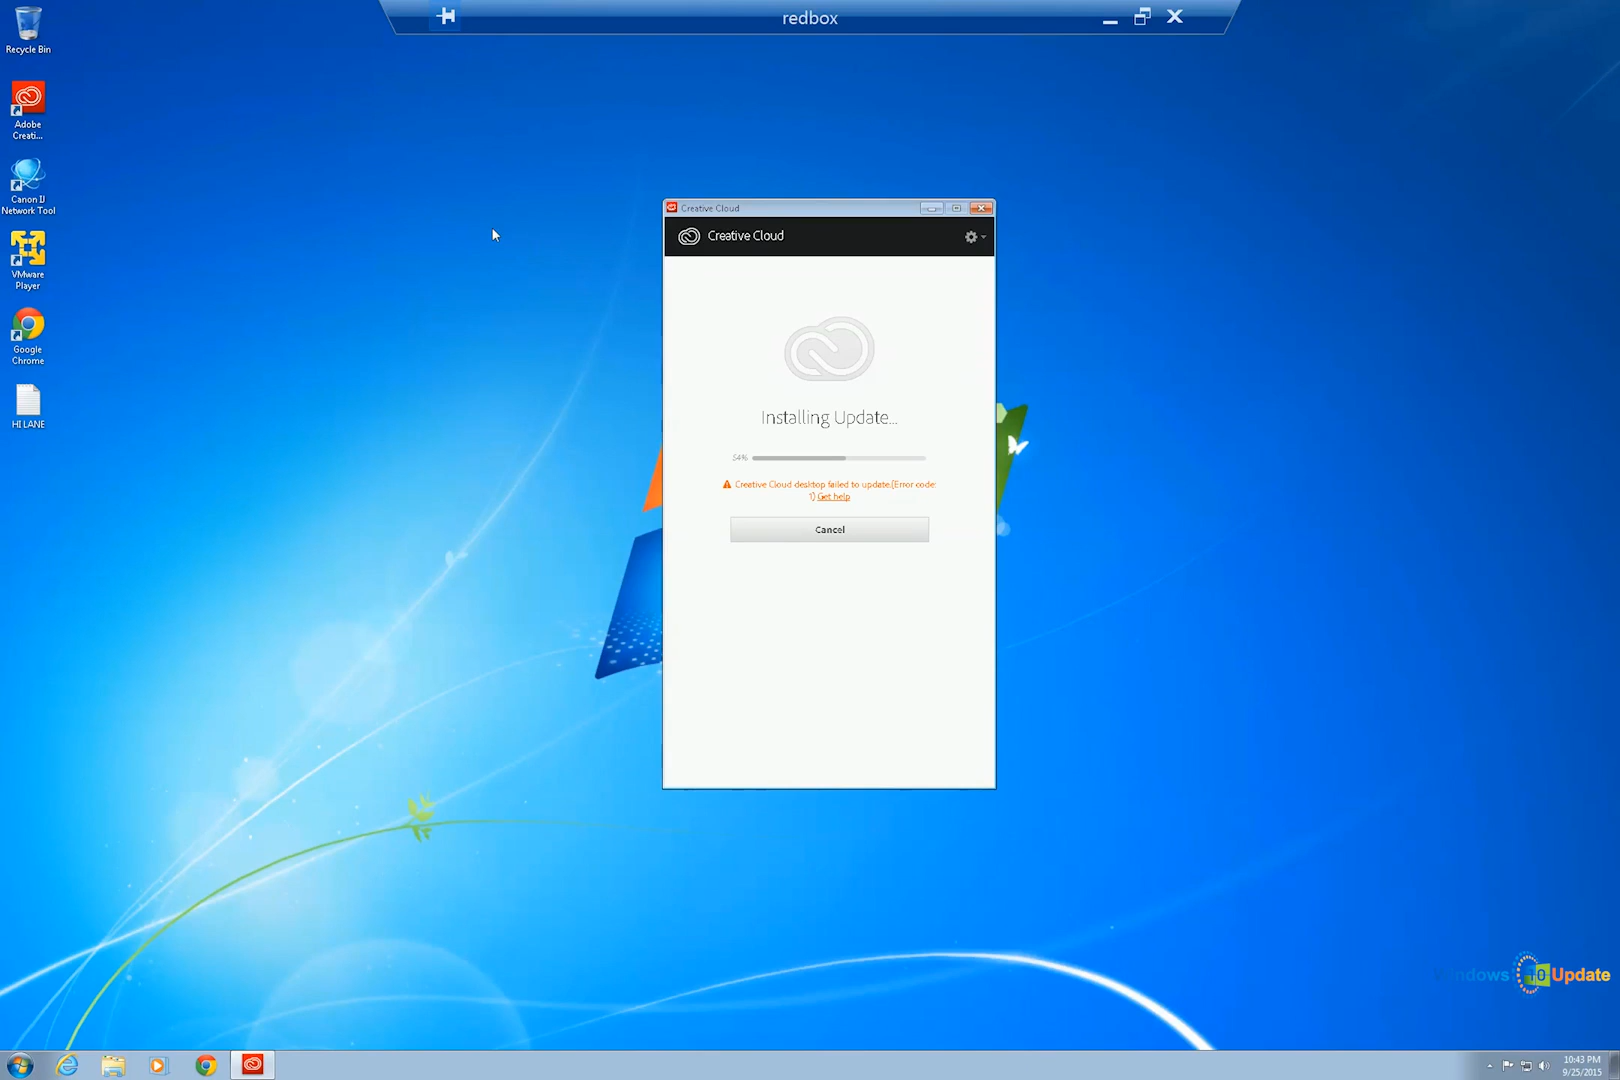 redbox
Recycle Bin
Adobe
Creati...
Canon IJ
Network Tool
VMware
Player
Google
Chrome
HI LANE
Creative Cloud
Creative Cloud
Installing Update...
54%
Creative Cloud desktop failed to update.(Error code:
1) Get help
Cancel
Windows 10 Update
10:43 PM
9/25/2015